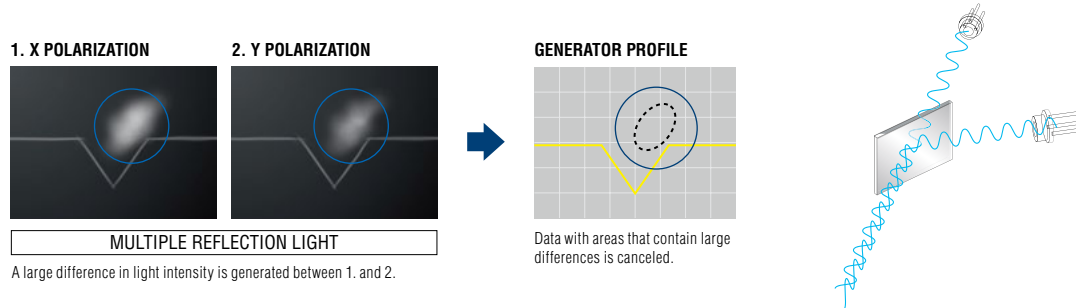 1. X POLARIZATION
2. Y POLARIZATION
GENERATOR PROFILE
MULTIPLE REFLECTION LIGHT
A large difference in light intensity is generated between 1. and 2.
Data with areas that contain large
differences is canceled.